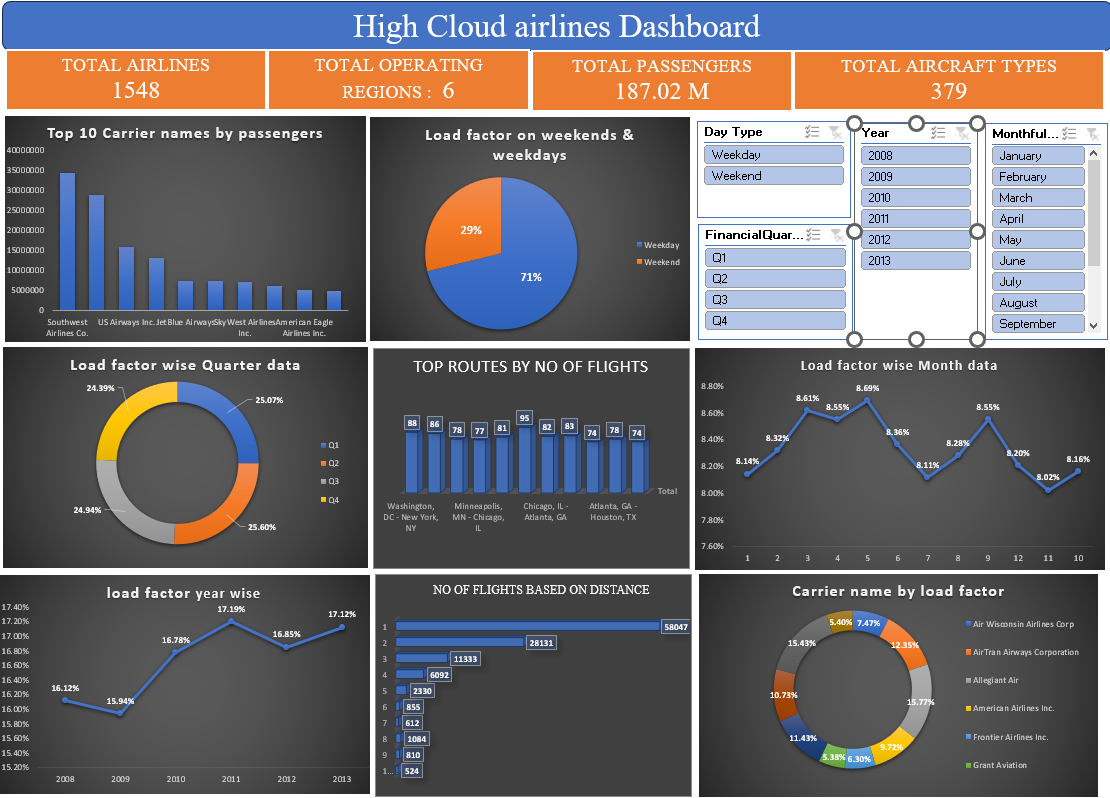 High Cloud airlines Dashboard
TOTAL AIRLINES
1548
TOTAL OPERATING
REGIONS : 6
TOTAL PASSENGERS
187.02 M
TOTAL AIRCRAFT TYPES
379
Top 10 Carrier names by passengers
40000000
35000000
30000000
25000000
20000000
15000000
10000000
5000000
0
Southwest
Airlines Co.
US Airways Inc.
JetBlue Airways
SkyWest Airlines
Inc.
American Eagle
Airlines Inc.
Load factor on weekends &
weekdays
29%
71%
Weekday
Weekend
Day Type
Weekday
Weekend
FinancialQuar...
Q1
Q2
Q3
Q4
Year
2008
2009
2010
2011
2012
2013
Monthful...
January
February
March
April
May
June
July
August
September
Load factor wise Quarter data
24.39%
25.07%
24.94%
25.60%
Q1
Q2
Q3
Q4
TOP ROUTES BY NO OF FLIGHTS
88
86
78
77
81
95
82
83
74
78
74
Total
Washington,
DC - New York,
NY
Minneapolis,
MN - Chicago,
IL
Chicago, IL -
Atlanta, GA
Atlanta, GA -
Houston, TX
Load factor wise Month data
8.80%
8.60%
8.40%
8.20%
8.00%
7.80%
7.60%
8.14%
8.32%
8.61%
8.55%
8.69%
8.36%
8.11%
8.28%
8.55%
8.20%
8.02%
8.16%
1 2 3 4 5 6 7 8 9 12 11 10
load factor year wise
17.40%
17.20%
17.00%
16.80%
16.60%
16.40%
16.20%
16.00%
15.80%
15.60%
15.40%
15.20%
16.12%
15.94%
16.78%
17.19%
16.85%
17.12%
2008 2009 2010 2011 2012 2013
NO OF FLIGHTS BASED ON DISTANCE
1 58047
2 28131
3 11333
4 6092
5 2330
6 855
7 612
8 1084
9 810
1... 524
Carrier name by load factor
5.40%
7.47%
12.35%
15.77%
9.72%
6.30%
5.38%
11.43%
10.73%
15.43%
Air Wisconsin Airlines Corp
AirTran Airways Corporation
Allegiant Air
American Airlines Inc.
Frontier Airlines Inc.
Grant Aviation